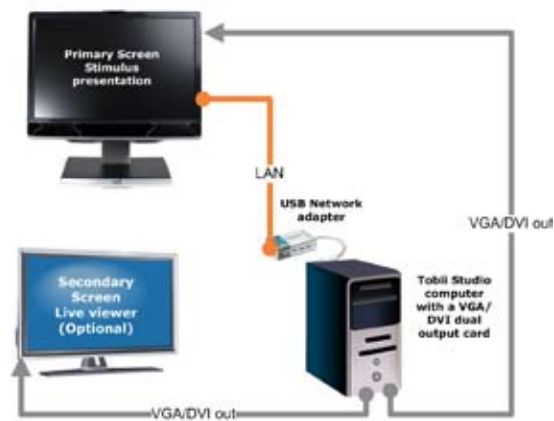 Primary Screen
Stimulus
presentation
LAN
USB Network
adapter
VGA/DVI out
Secondary
Screen
Live viewer
(Optional)
Tobii Studio
computer
with a VGA/
DVI dual
output card
VGA/DVI out